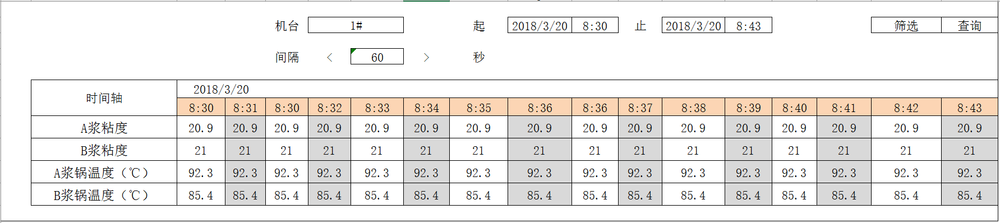 机台 1# 起 2018/3/20 8:30 止 2018/3/20 8:43 筛选 查询
间隔 < 60 > 秒
时间轴 2018/3/20
8:30 8:31 8:30 8:32 8:33 8:34 8:35 8:36 8:36 8:37 8:38 8:39 8:40 8:41 8:42 8:43
A浆粘度 20.9 20.9 20.9 20.9 20.9 20.9 20.9 20.9 20.9 20.9 20.9 20.9 20.9 20.9 20.9 20.9
B浆粘度 21 21 21 21 21 21 21 21 21 21 21 21 21 21 21 21
A浆锅温度（℃） 92.3 92.3 92.3 92.3 92.3 92.3 92.3 92.3 92.3 92.3 92.3 92.3 92.3 92.3 92.3 92.3
B浆锅温度（℃） 85.4 85.4 85.4 85.4 85.4 85.4 85.4 85.4 85.4 85.4 85.4 85.4 85.4 85.4 85.4 85.4